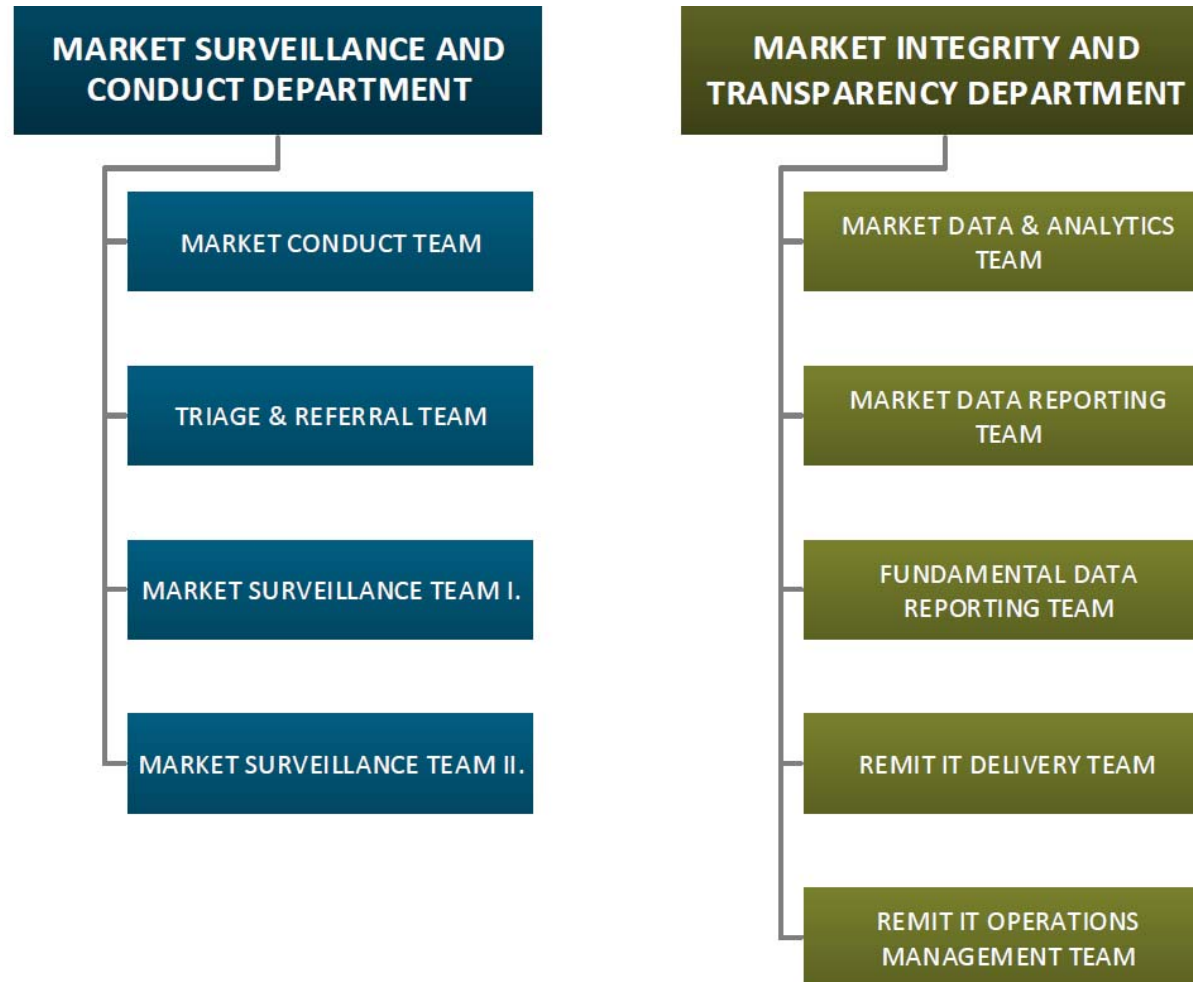 MARKET SURVEILLANCE AND
CONDUCT DEPARTMENT
MARKET CONDUCT TEAM
TRIAGE & REFERRAL TEAM
MARKET SURVEILLANCE TEAM I.
MARKET SURVEILLANCE TEAM II.
MARKET INTEGRITY AND
TRANSPARENCY DEPARTMENT
MARKET DATA & ANALYTICS
TEAM
MARKET DATA REPORTING
TEAM
FUNDAMENTAL DATA
REPORTING TEAM
REMIT IT DELIVERY TEAM
REMIT IT OPERATIONS
MANAGEMENT TEAM